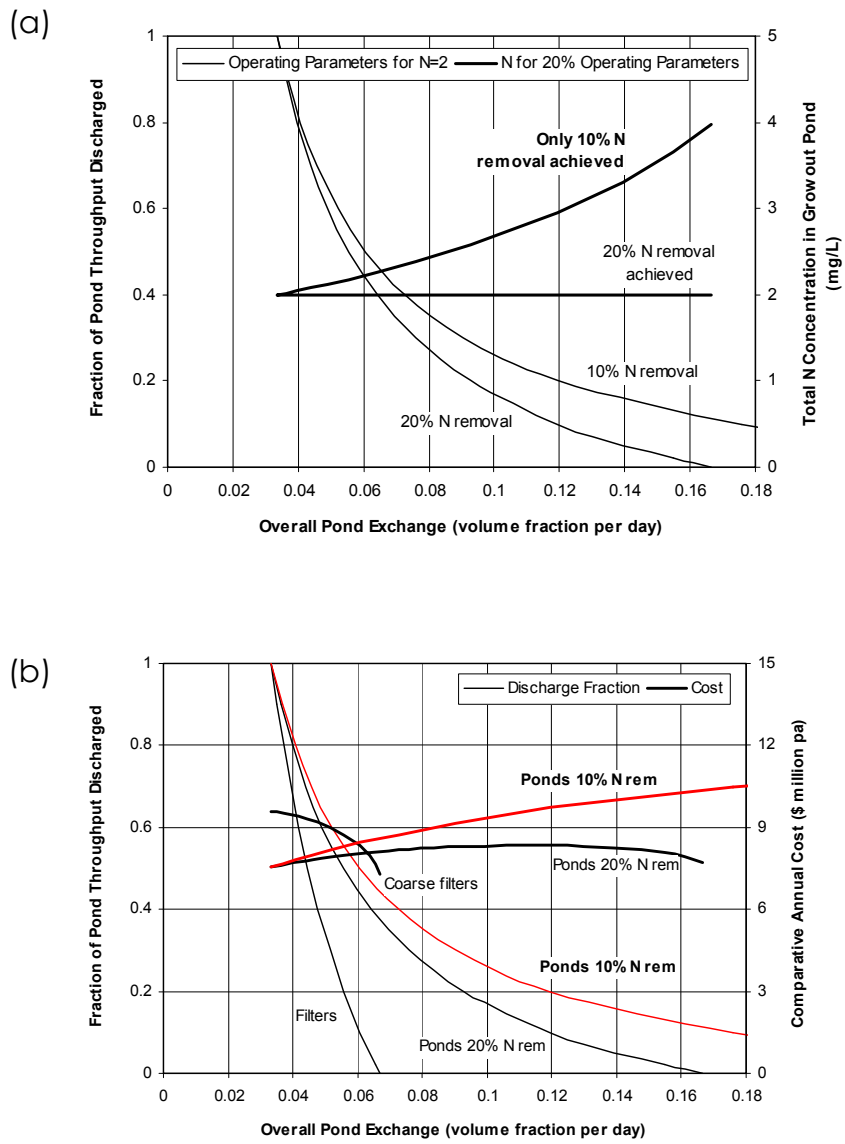 (a)
Fraction of Pond Throughput Discharged
1
0.8
0.6
0.4
0.2
0
Operating Parameters for N=2
N for 20% Operating Parameters
Only 10% N
removal achieved
20% N removal
achieved
10% N removal
20% N removal
5
4
3
2
1
0
Total N Concentration in Growout Pond
(mg/L)
0 0.02 0.04 0.06 0.08 0.1 0.12 0.14 0.16 0.18
Overall Pond Exchange (volume fraction per day)
(b)
Fraction of Pond Throughput Discharged
1
0.8
0.6
0.4
0.2
0
Discharge Fraction
Cost
Ponds 10% N rem
Ponds 20% N rem
Coarse filters
Ponds 10% N rem
Filters
Ponds 20% N rem
15
12
9
6
3
0
Comparative Annual Cost ($ million pa)
0 0.02 0.04 0.06 0.08 0.1 0.12 0.14 0.16 0.18
Overall Pond Exchange (volume fraction per day)